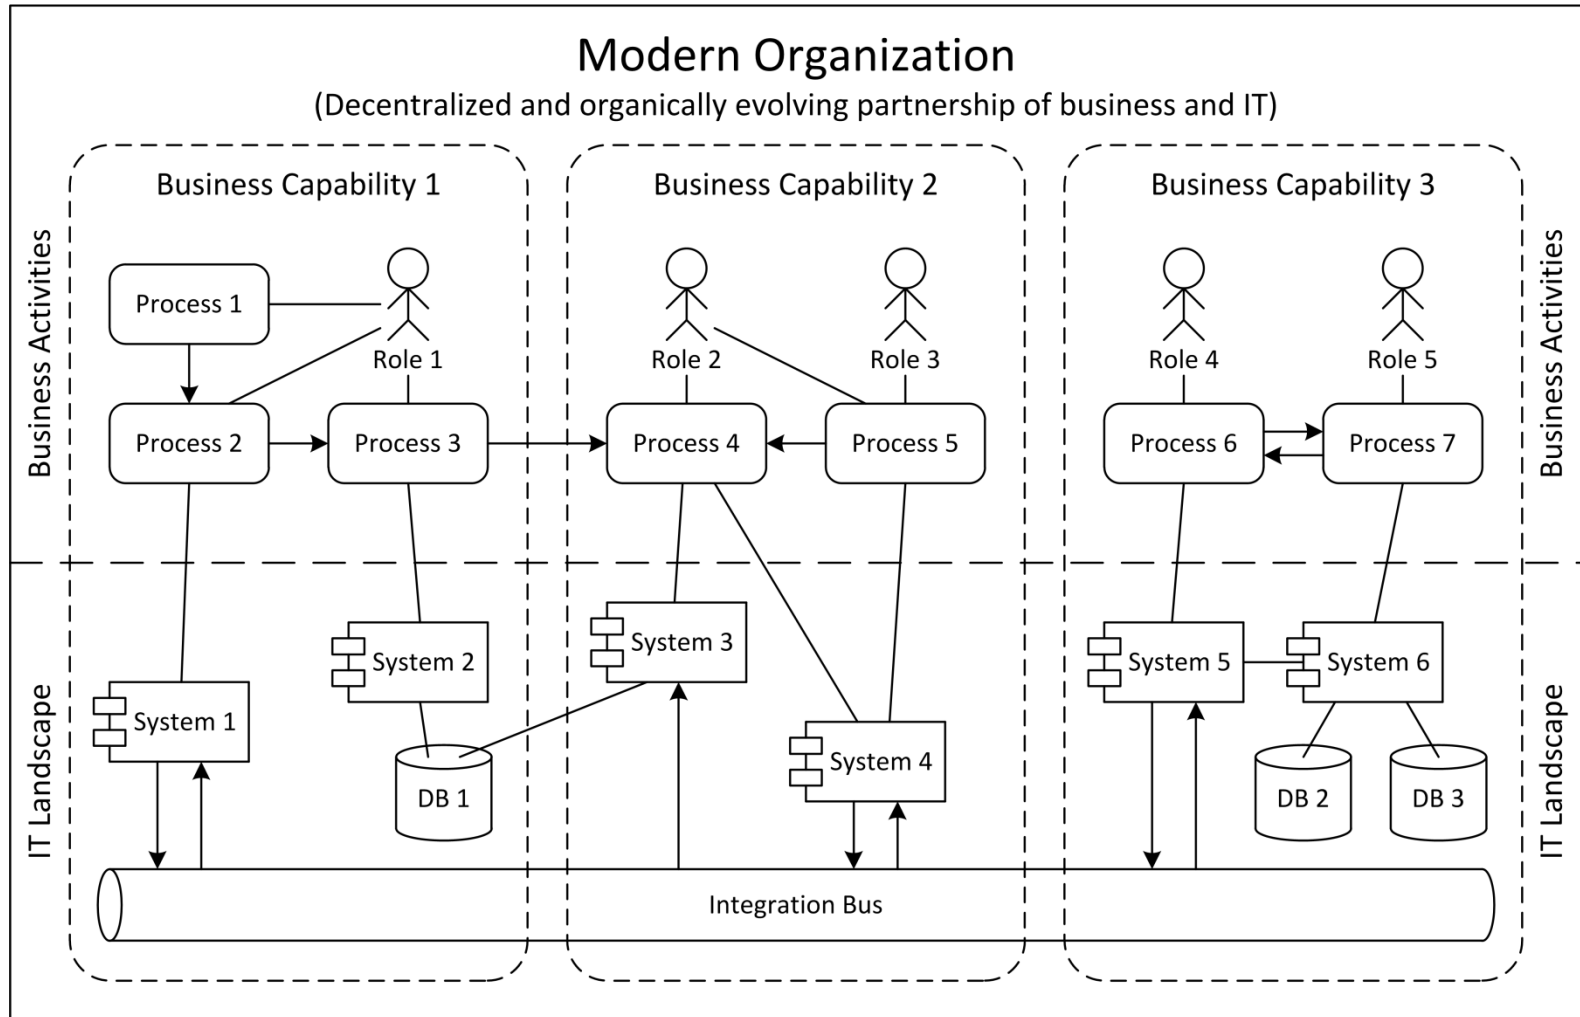 Modern Organization
(Decentralized and organically evolving partnership of business and IT)
Business Capability 1
Business Capability 2
Business Capability 3
Business Activities
Business Activities
Process 1
Role 1
Role 2
Role 3
Role 4
Role 5
Process 2
Process 3
Process 4
Process 5
Process 6
Process 7
IT Landscape
IT Landscape
System 1
System 2
System 3
System 4
System 5
System 6
DB 1
DB 2
DB 3
Integration Bus